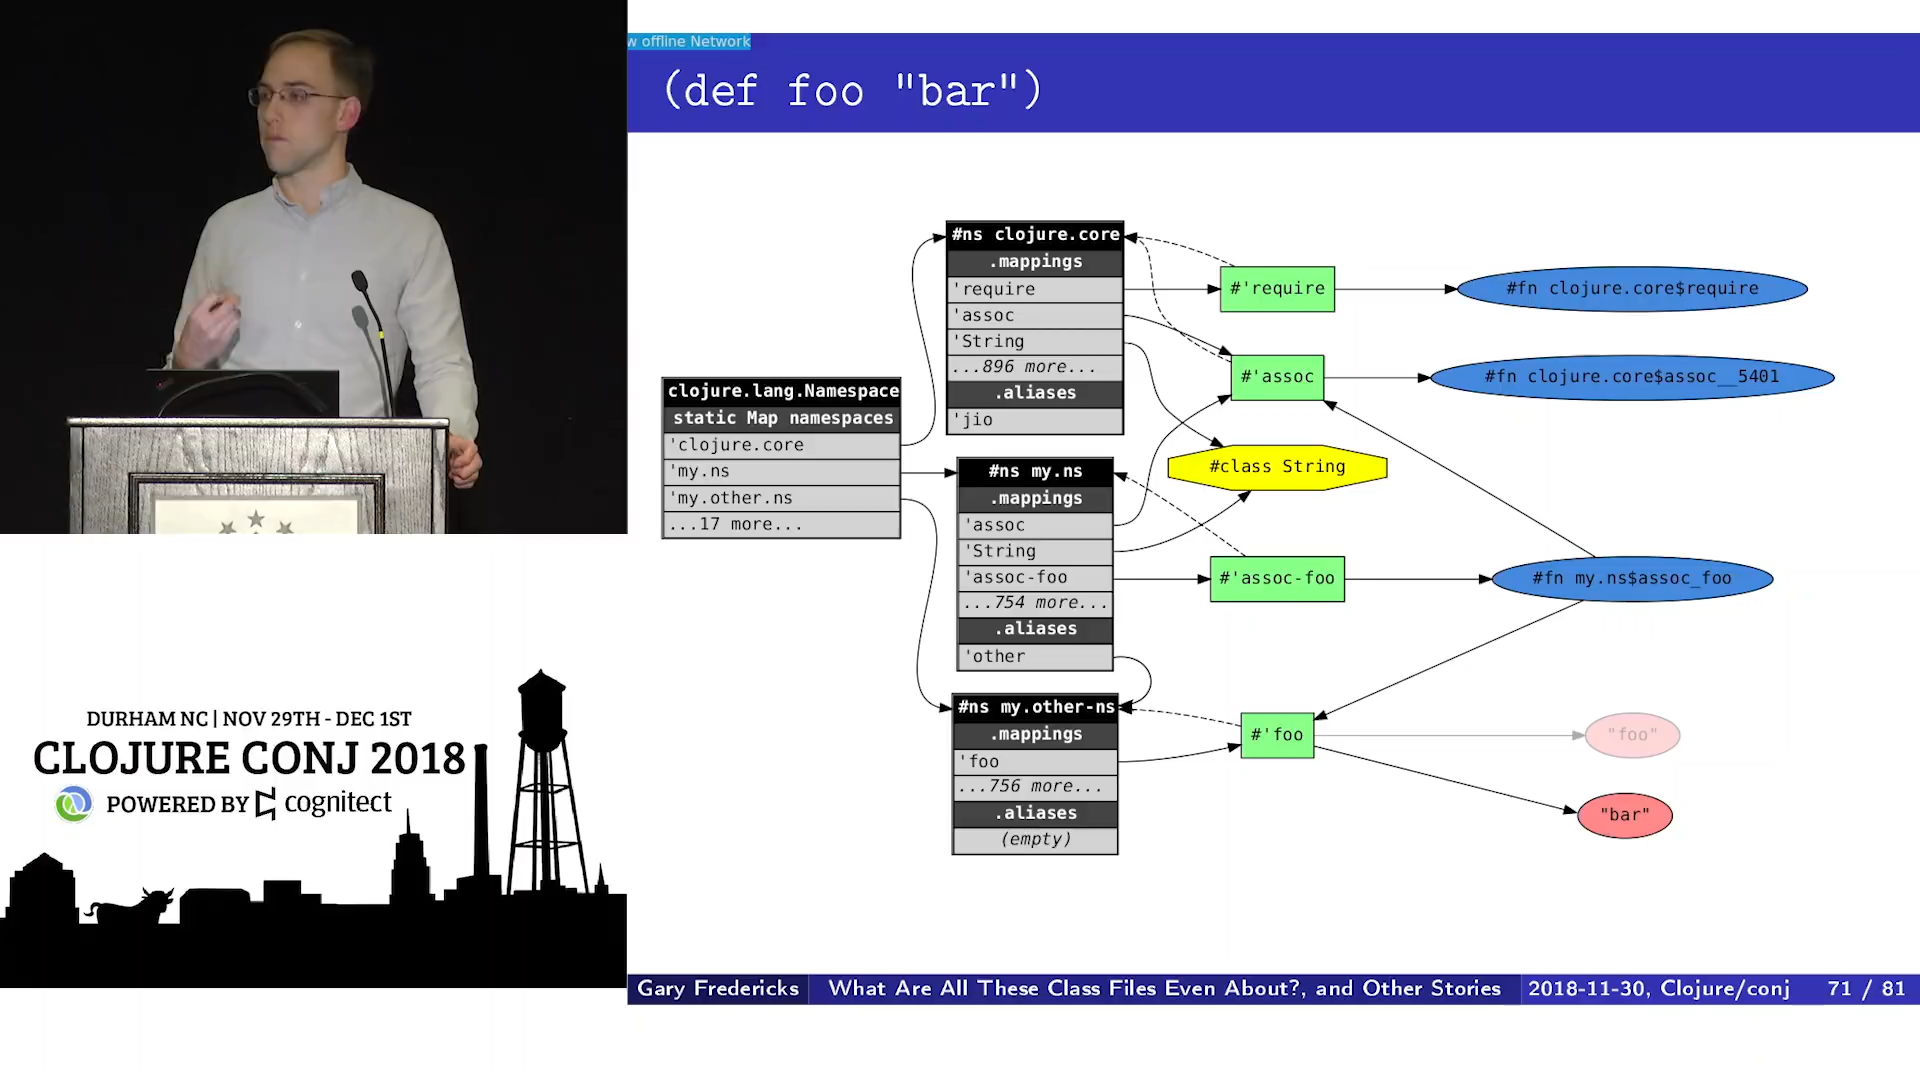 w offline Network
(def foo "bar")
clojure.lang.Namespace
static Map namespaces
'clojure.core
'my.ns
'my.other.ns
...17 more...
#ns clojure.core
.mappings
'require
'assoc
'String
...896 more...
.aliases
'jio
#ns my.ns
.mappings
'assoc
'String
'assoc-foo
...754 more...
.aliases
'other
#ns my.other-ns
.mappings
'foo
...756 more...
.aliases
(empty)
#'require
#'assoc
#class String
#'assoc-foo
#'foo
#fn clojure.core$require
#fn clojure.core$assoc__5401
#fn my.ns$assoc_foo
"foo"
"bar"
DURHAM NC | NOV 29TH - DEC 1ST
CLOJURE CONJ 2018
POWERED BY cognitect
Gary Fredericks What Are All These Class Files Even About?, and Other Stories 2018-11-30, Clojure/conj 71 / 81